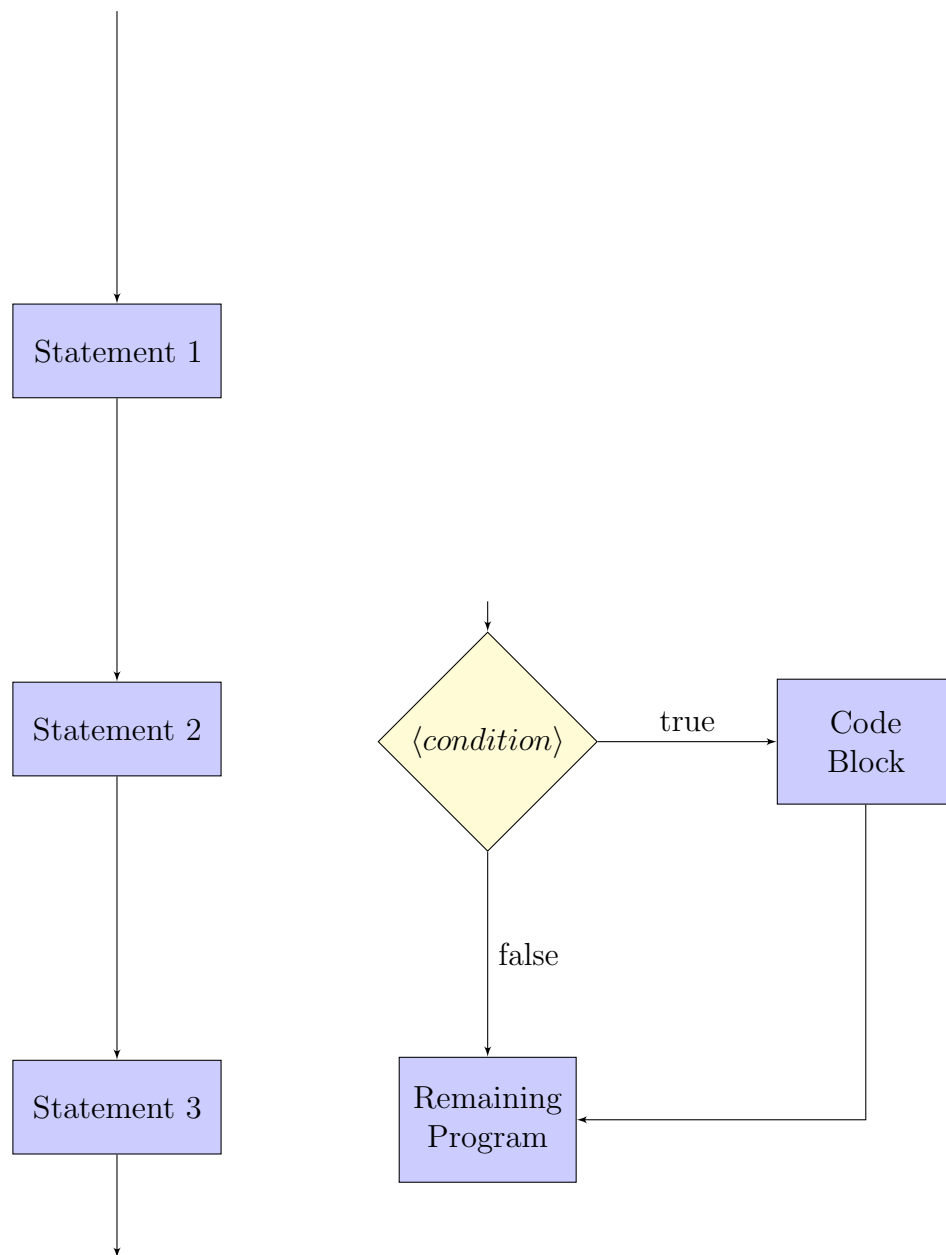 Statement 1
Statement 2
Statement 3
⟨condition⟩
true
Code
Block
false
Remaining
Program